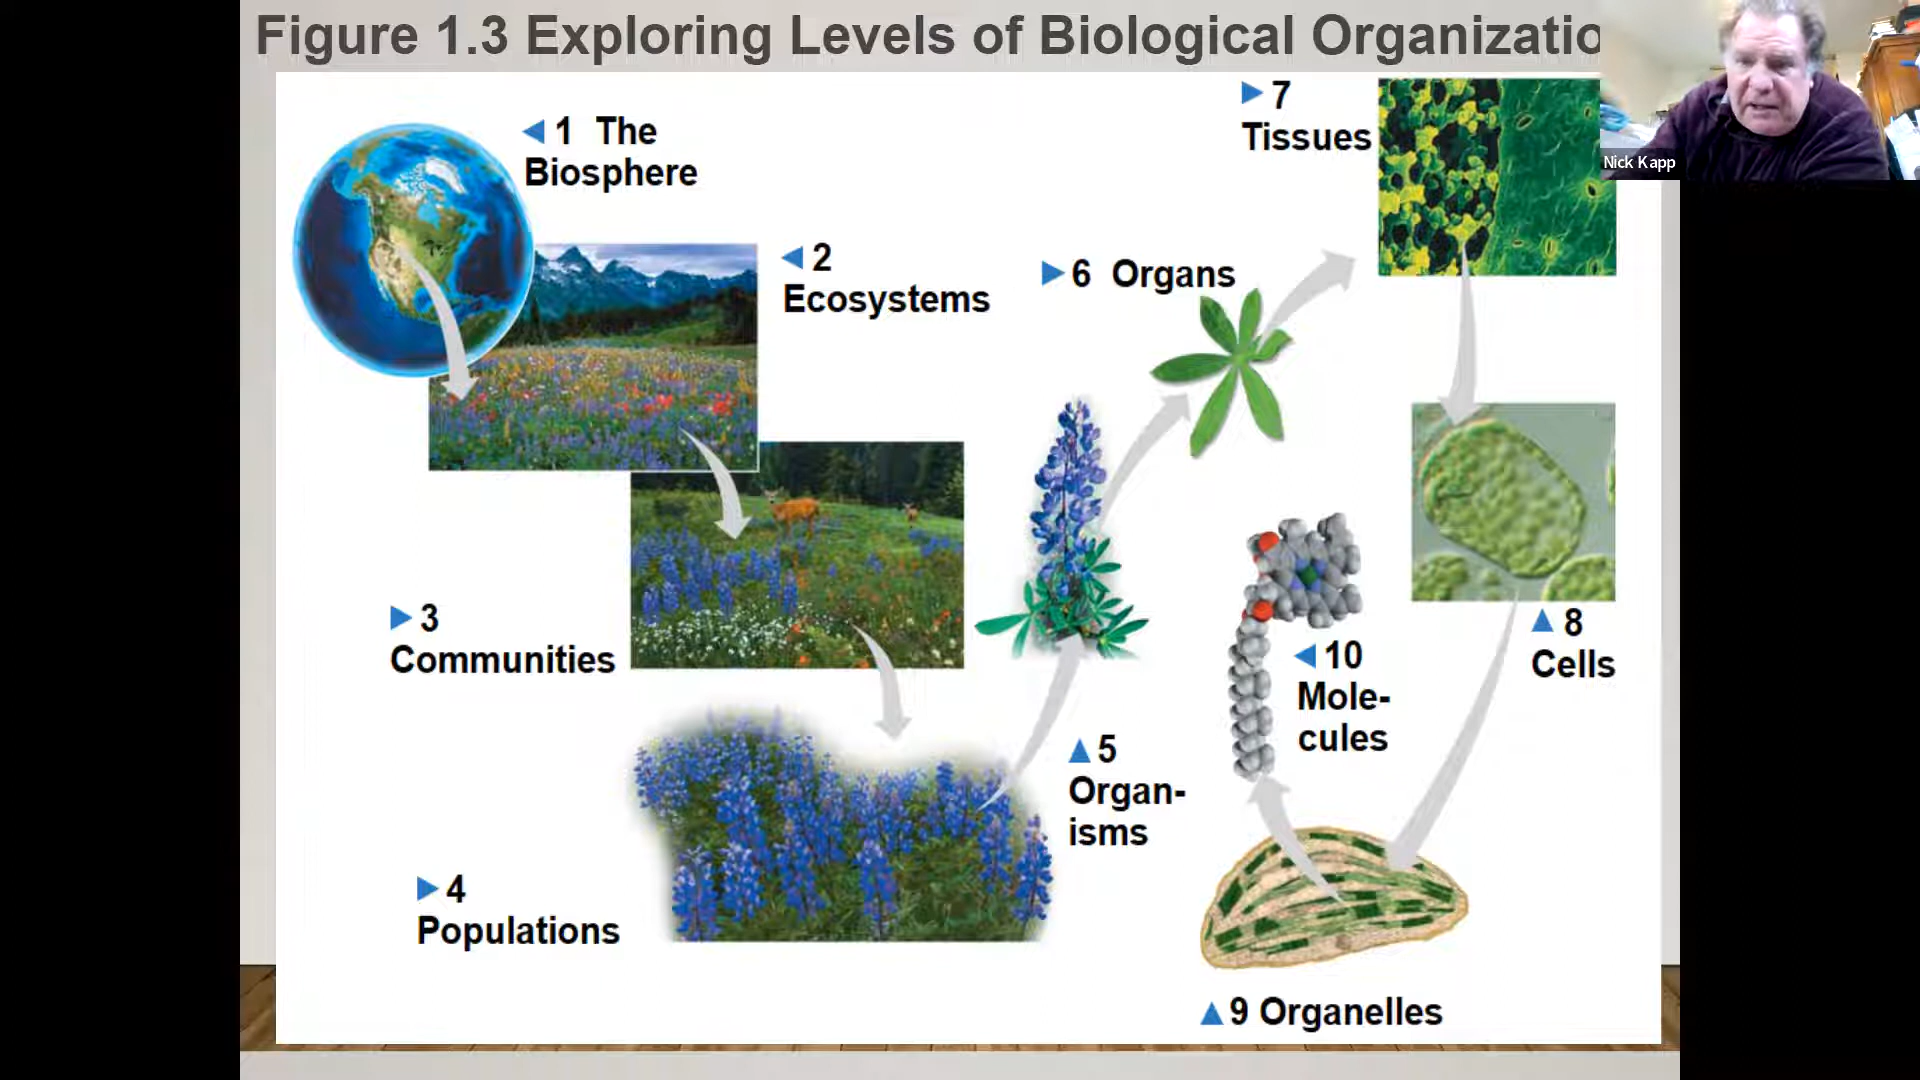 Figure 1.3 Exploring Levels of Biological Organizatio
Nick Kapp
1 The
Biosphere
2
Ecosystems
3
Communities
4
Populations
5
Organ-
isms
6 Organs
7
Tissues
8
Cells
9 Organelles
10
Mole-
cules